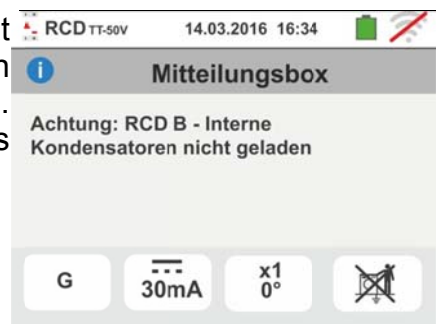 t
RCD TT-50V 14.03.2016 16:34
n
i Mitteilungsbox
.
s
Achtung: RCD B - Interne
Kondensatoren nicht geladen
G
30mA
x1
0°